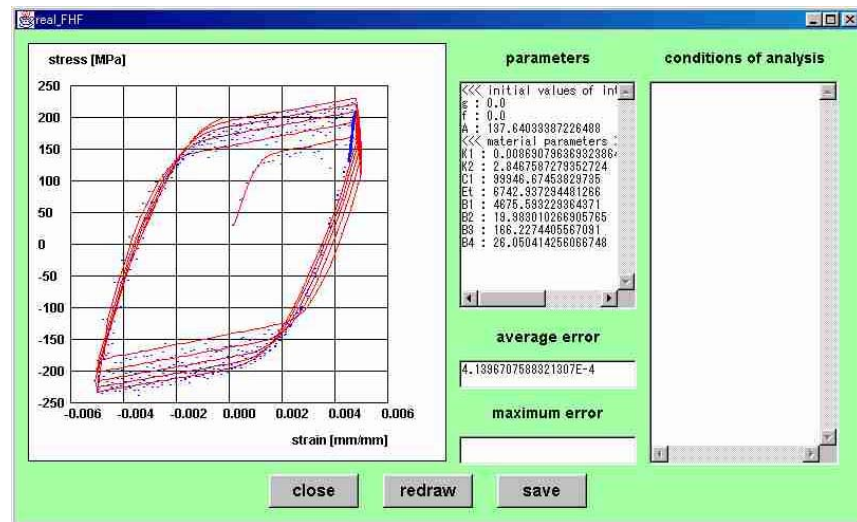 real_FHF
stress [MPa]
250
200
150
100
50
0
-50
-100
-150
-200
-250
-0.006 -0.004 -0.002 0.000 0.002 0.004 0.006
strain [mm/mm]
parameters
<<< initial values of
ε : 0.0
f : 0.0
A : 137.64033387226488
<<< material parameters
K1 : 0.00869079636932364
K2 : 2.8467587279352724
C1 : 99946.67453829735
Et : 6742.937294481266
B1 : 4675.593229364371
B2 : 19.983010266905765
B3 : 166.2274405567091
B4 : 26.050414256066748
average error
4.1396707588321307E-4
maximum error
conditions of analysis
close redraw save